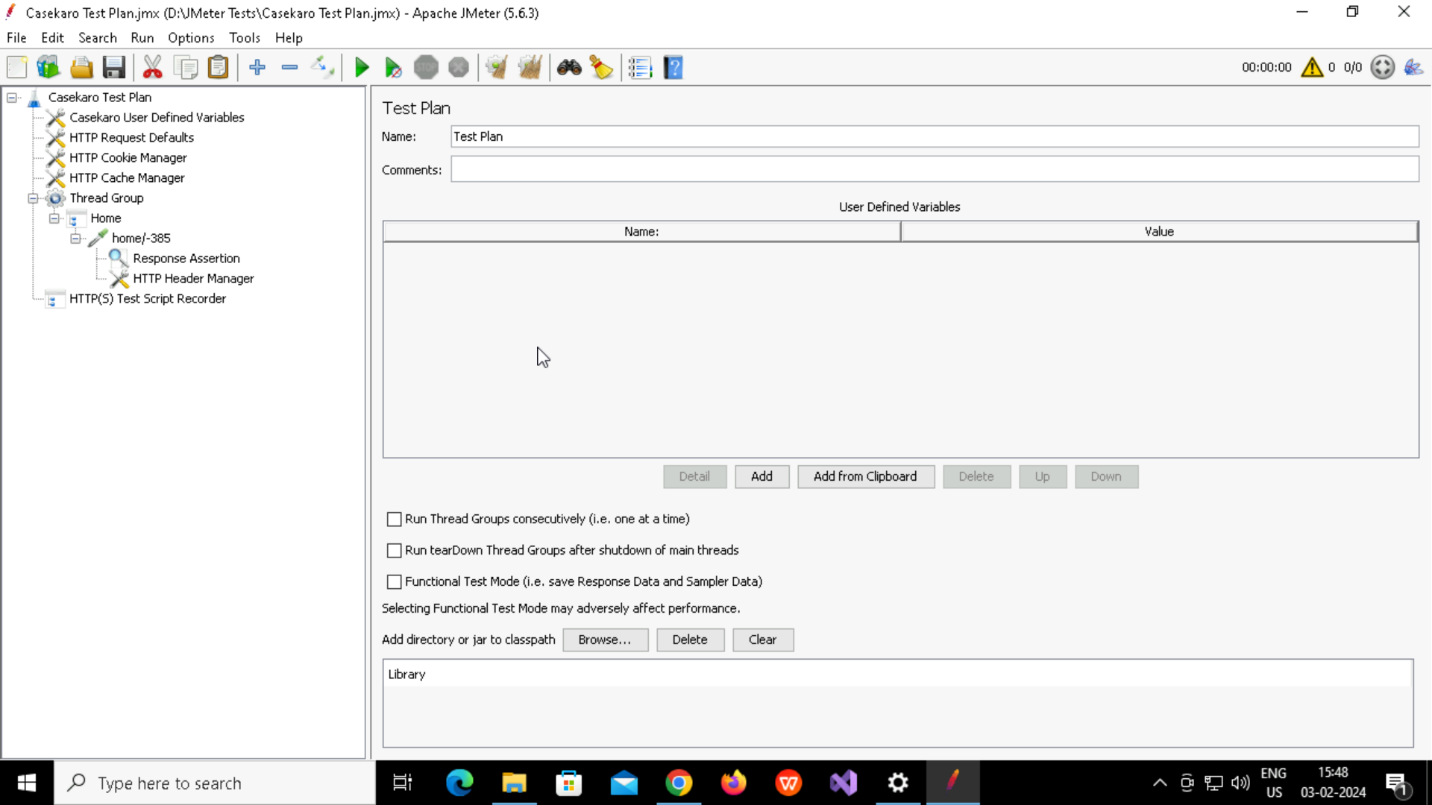 Casekaro Test Plan.jmx (D:\JMeter Tests\Casekaro Test Plan.jmx) - Apache JMeter (5.6.3)
File Edit Search Run Options Tools Help
00:00:00 0 0/0
Casekaro Test Plan
Casekaro User Defined Variables
HTTP Request Defaults
HTTP Cookie Manager
HTTP Cache Manager
Thread Group
Home
home/-385
Response Assertion
HTTP Header Manager
HTTP(S) Test Script Recorder
Test Plan
Name: Test Plan
Comments:
User Defined Variables
Name: Value
Detail Add Add from Clipboard Delete Up Down
Run Thread Groups consecutively (i.e. one at a time)
Run tearDown Thread Groups after shutdown of main threads
Functional Test Mode (i.e. save Response Data and Sampler Data)
Selecting Functional Test Mode may adversely affect performance.
Add directory or jar to classpath Browse... Delete Clear
Library
Type here to search
ENG
US
15:48
03-02-2024
1